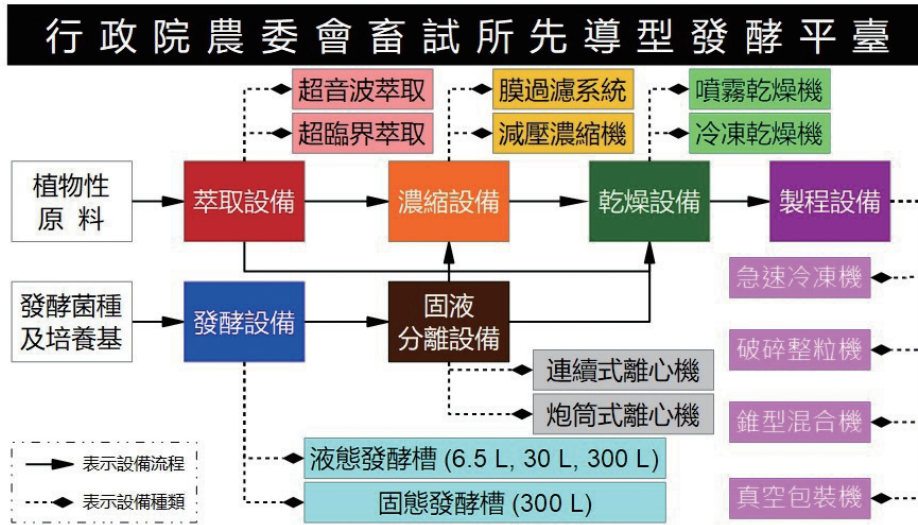 行政院農委會畜試所先導型發酵平臺
超音波萃取
超臨界萃取
膜過濾系統
減壓濃縮機
噴霧乾燥機
冷凍乾燥機
植物性
原料
萃取設備
濃縮設備
乾燥設備
製程設備
發酵菌種
及培養基
發酵設備
固液
分離設備
急速冷凍機
破碎整粒機
錐型混合機
真空包裝機
連續式離心機
炮筒式離心機
液態發酵槽 (6.5 L, 30 L, 300 L)
固態發酵槽 (300 L)
表示設備流程
表示設備種類